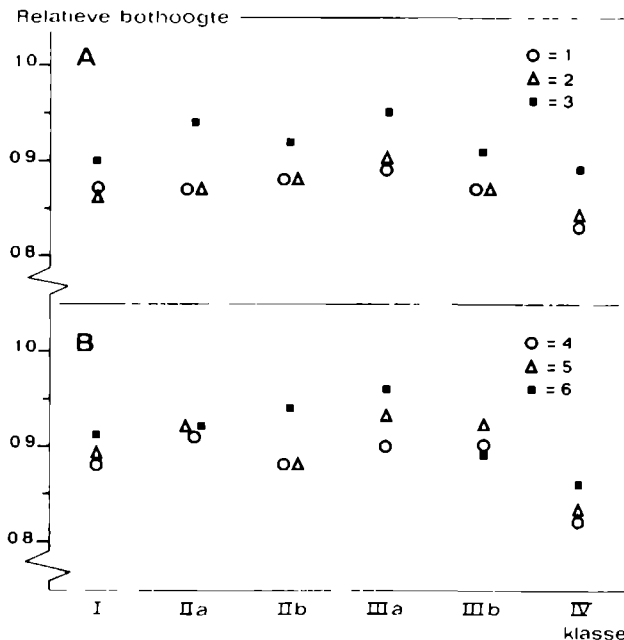 Relatieve bothoogte
A
10
09
08
○ = 1
△ = 2
■ = 3
B
10
09
08
○ = 4
△ = 5
■ = 6
I IIa IIb IIIa IIIb IV
klasse